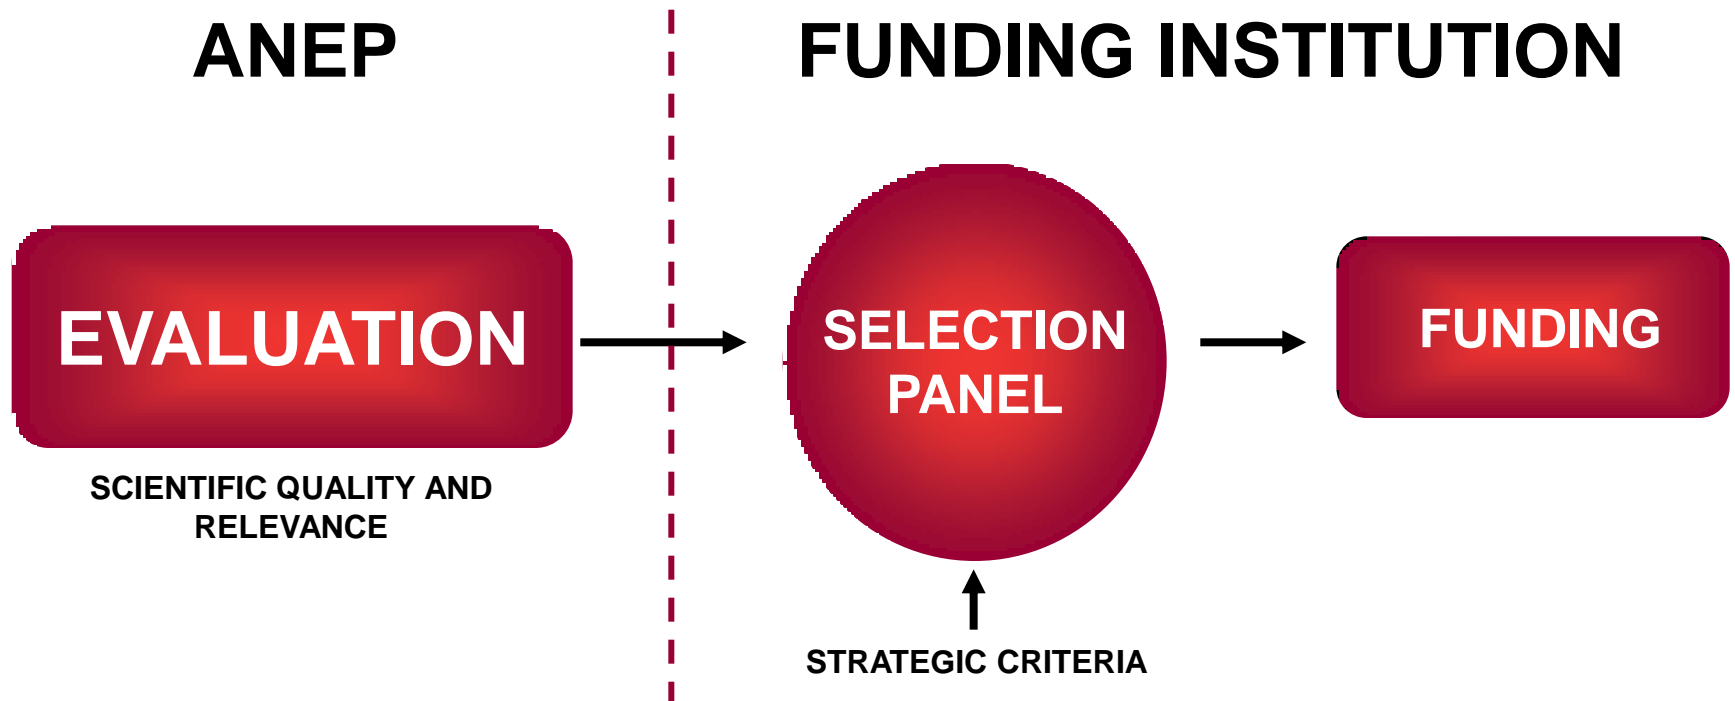 ANEP
FUNDING INSTITUTION
EVALUATION
SCIENTIFIC QUALITY AND
RELEVANCE
SELECTION
PANEL
STRATEGIC CRITERIA
FUNDING